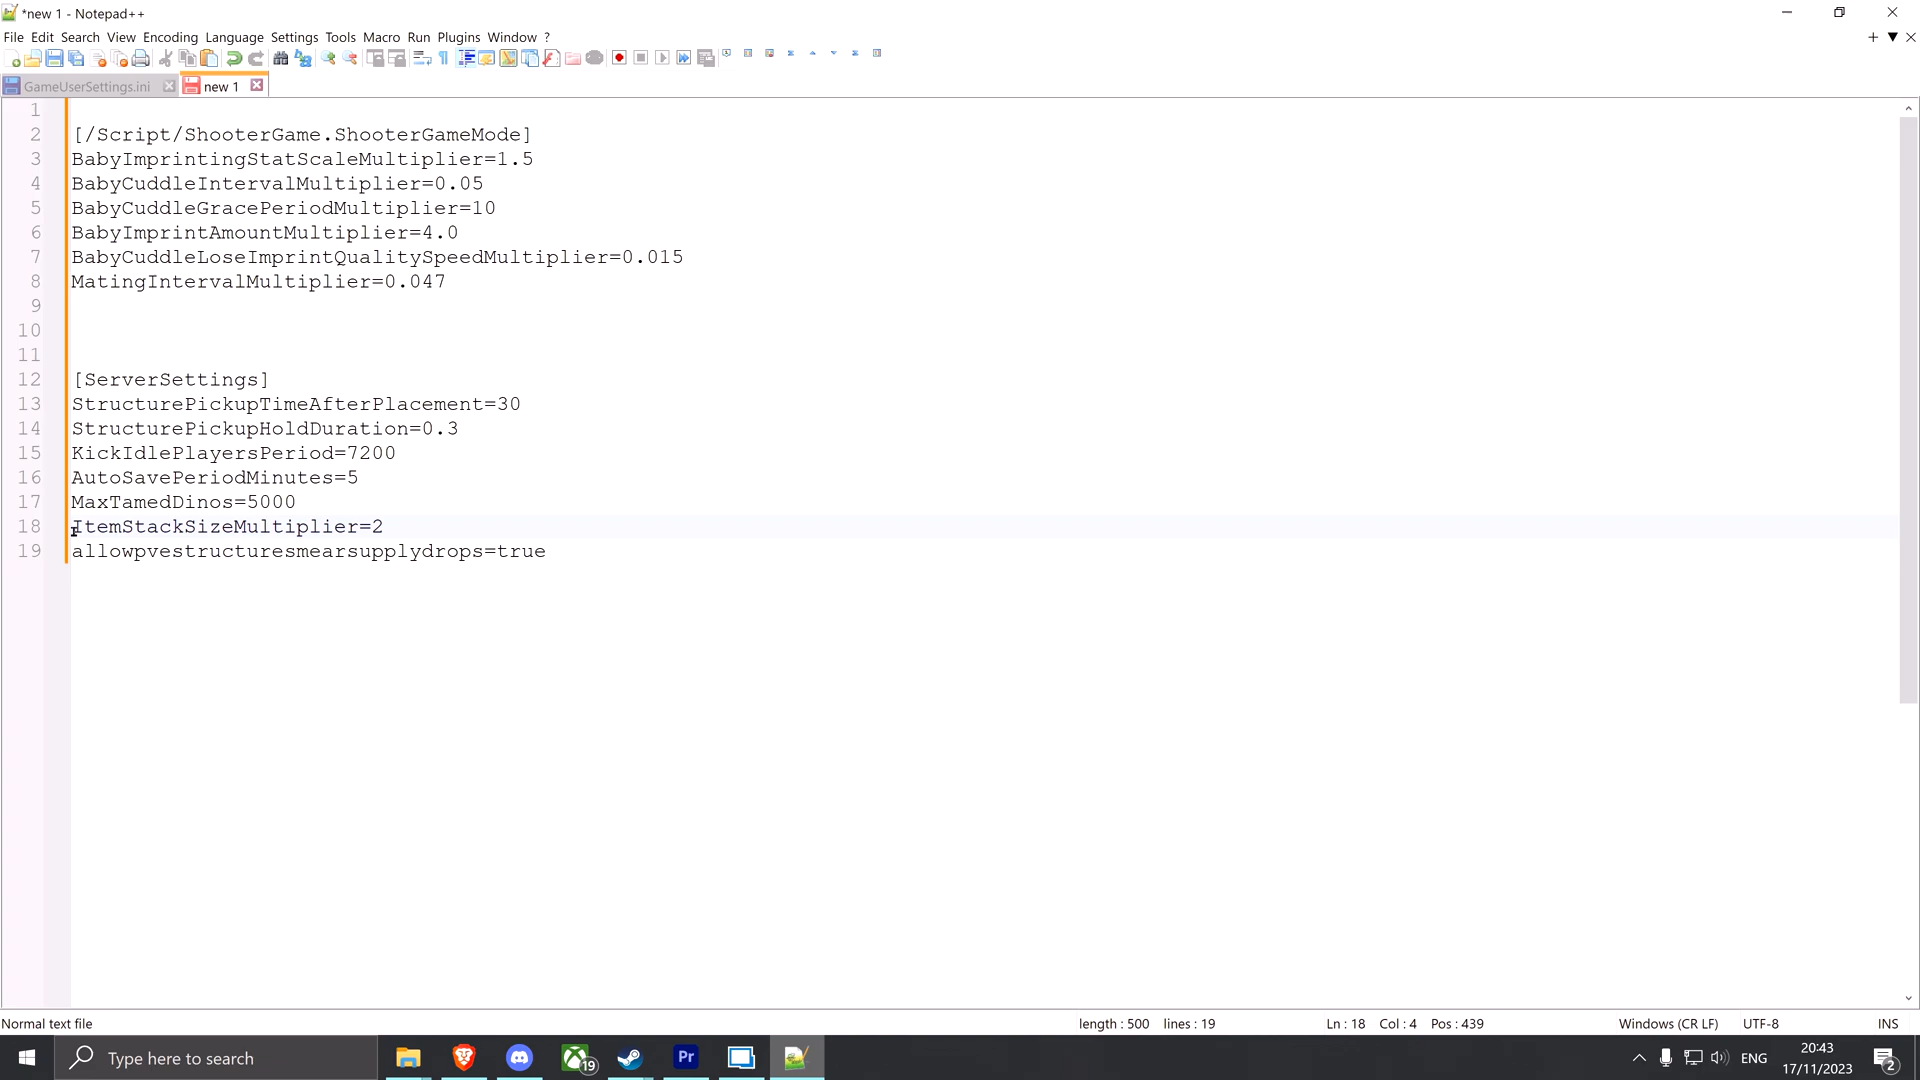 *new 1 - Notepad++
File Edit Search View Encoding Language Settings Tools Macro Run Plugins Window ?
GameUserSettings.ini new 1
1
2 [/Script/ShooterGame.ShooterGameMode]
3 BabyImprintingStatScaleMultiplier=1.5
4 BabyCuddleIntervalMultiplier=0.05
5 BabyCuddleGracePeriodMultiplier=10
6 BabyImprintAmountMultiplier=4.0
7 BabyCuddleLoseImprintQualitySpeedMultiplier=0.015
8 MatingIntervalMultiplier=0.047
9
10
11
12 [ServerSettings]
13 StructurePickupTimeAfterPlacement=30
14 StructurePickupHoldDuration=0.3
15 KickIdlePlayersPeriod=7200
16 AutoSavePeriodMinutes=5
17 MaxTamedDinos=5000
18 ItemStackSizeMultiplier=2
19 allowpvestructuresmearsupplydrops=true
Normal text file length : 500 lines : 19 Ln : 18 Col : 4 Pos : 439 Windows (CR LF) UTF-8 INS
Type here to search 19 Pr ENG 20:43
17/11/2023 2